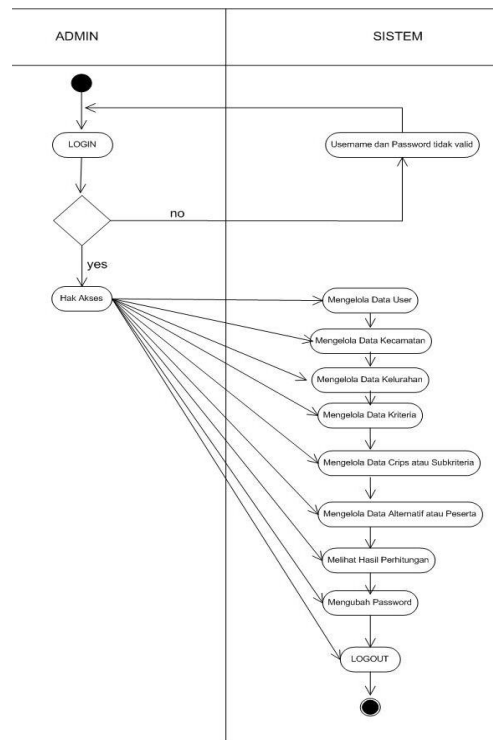 ADMIN
SISTEM
LOGIN
Username dan Password tidak valid
no
yes
Hak Akses
Mengelola Data User
Mengelola Data Kecamatan
Mengelola Data Kelurahan
Mengelola Data Kriteria
Mengelola Data Crips atau Subkriteria
Mengelola Data Alternatif atau Peserta
Melihat Hasil Perhitungan
Mengubah Password
LOGOUT